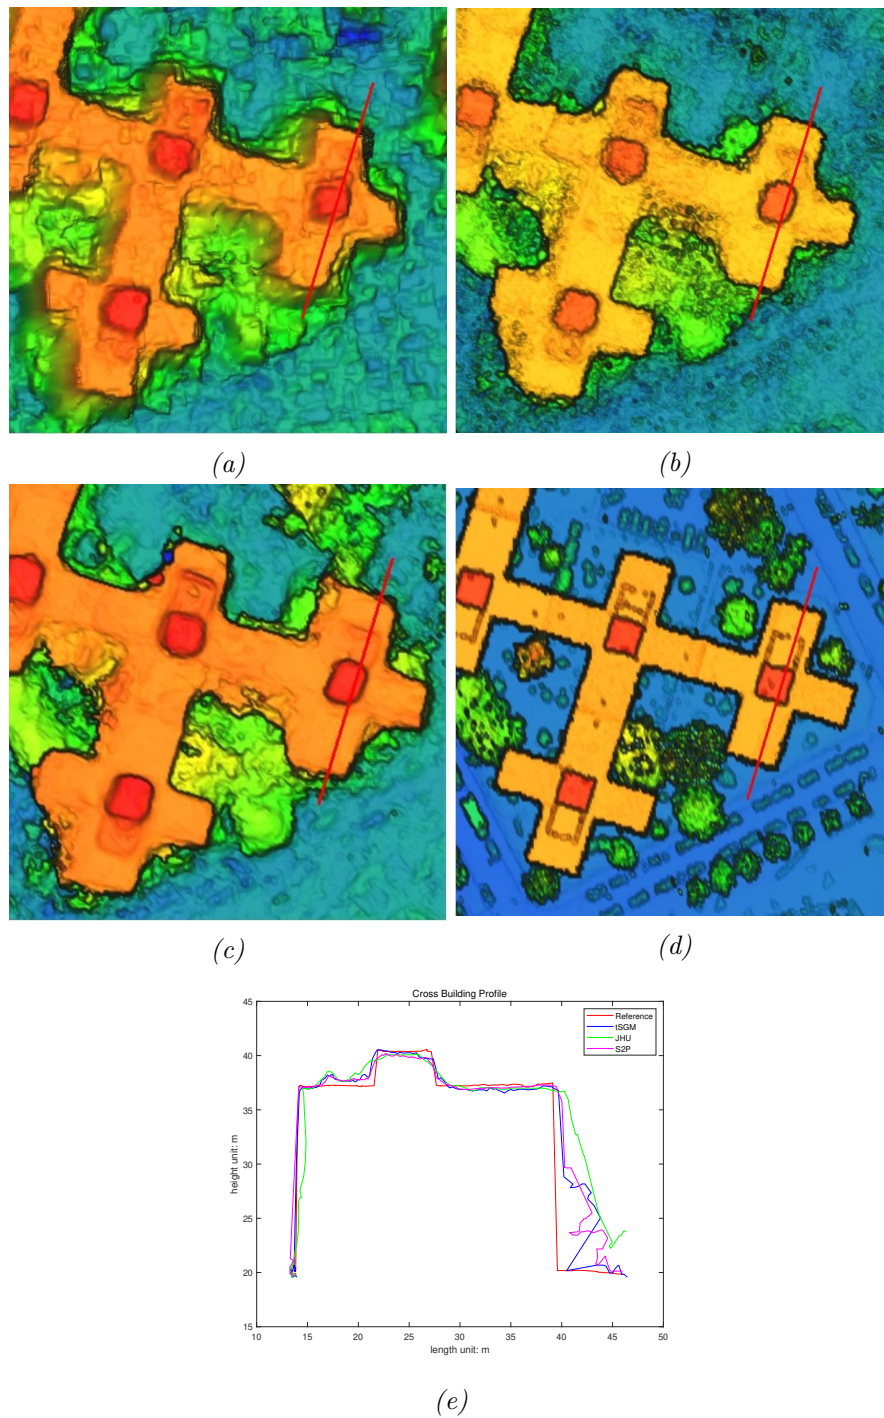 (a)
(b)
(c)
(d)
Cross Building Profile
45
40
35
30
25
20
15
height unit: m
Reference
tSGM
JHU
S2P
10 15 20 25 30 35 40 45 50
length unit: m
(e)